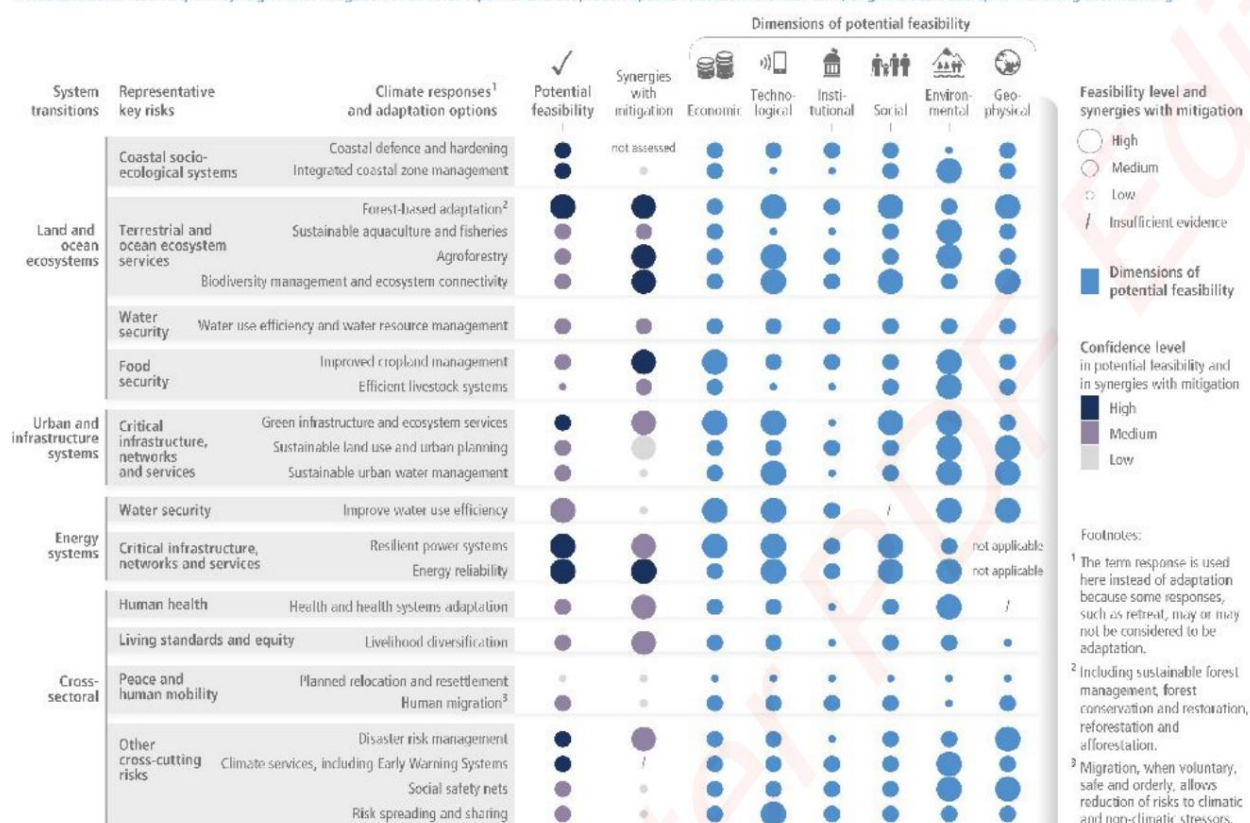 Dimensions of potential feasibility
System transitions
Representative key risks
Climate responses¹ and adaptation options
Potential feasibility
Synergies with mitigation
Economic
Techno-logical
Insti-tutional
Social
Environ-mental
Geo-physical
Land and ocean ecosystems
Coastal socio-ecological systems
Coastal defence and hardening
not assessed
Integrated coastal zone management
Terrestrial and ocean ecosystem services
Forest-based adaptation²
Sustainable aquaculture and fisheries
Agroforestry
Biodiversity management and ecosystem connectivity
Water security
Water use efficiency and water resource management
Food security
Improved cropland management
Efficient livestock systems
Urban and infrastructure systems
Critical infrastructure, networks and services
Green infrastructure and ecosystem services
Sustainable land use and urban planning
Sustainable urban water management
Energy systems
Water security
Improve water use efficiency
/
Critical infrastructure, networks and services
Resilient power systems
not applicable
Energy reliability
not applicable
Cross-sectoral
Human health
Health and health systems adaptation
/
Living standards and equity
Livelihood diversification
Peace and human mobility
Planned relocation and resettlement
Human migration³
Other cross-cutting risks
Disaster risk management
Climate services, including Early Warning Systems
/
Social safety nets
Risk spreading and sharing
Feasibility level and
synergies with mitigation
High
Medium
Low
/ Insufficient evidence
Dimensions of
potential feasibility
Confidence level
in potential feasibility and
in synergies with mitigation
High
Medium
Low
Footnotes:
¹ The term response is used
here instead of adaptation
because some responses,
such as retreat, may or may
not be considered to be
adaptation.
² Including sustainable forest
management, forest
conservation and restoration,
reforestation and
afforestation.
³ Migration, when voluntary,
safe and orderly, allows
reduction of risks to climatic
and non-climatic stressors.